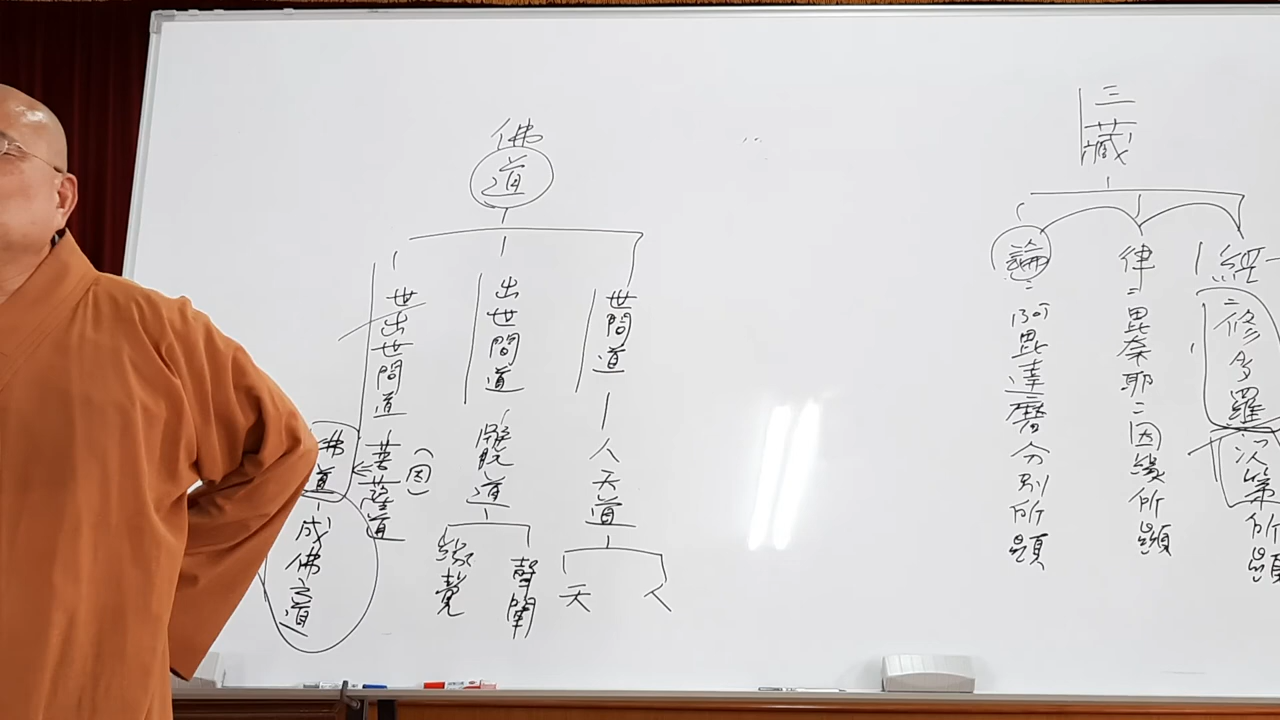 三藏
經=修多羅次第所顯
律=毘奈耶=因緣所顯
論=阿毘達磨分別所顯
佛道
世間道—人天道
人
天
出世間道—解脫道
聲聞
緣覺
世出世間道—菩薩道
(因)
佛道—成佛之道